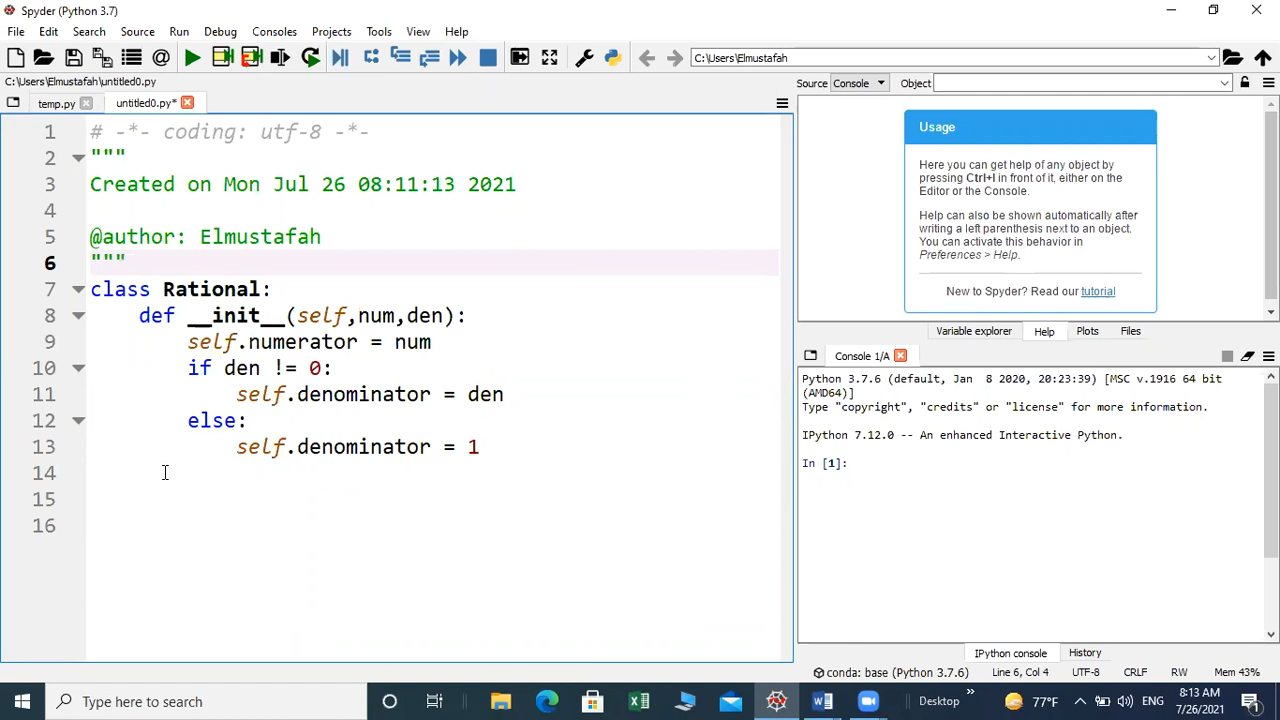 Spyder (Python 3.7)
File Edit Search Source Run Debug Consoles Projects Tools View Help
C:\Users\Elmustafah
C:\Users\Elmustafah\untitled0.py
temp.py
untitled0.py*
1 # -*- coding: utf-8 -*-
2 """
3 Created on Mon Jul 26 08:11:13 2021
4
5 @author: Elmustafah
6 """
7 class Rational:
8 def __init__(self,num,den):
9 self.numerator = num
10 if den != 0:
11 self.denominator = den
12 else:
13 self.denominator = 1
14
15
16
Source Console Object
Usage
Here you can get help of any object by
pressing Ctrl+I in front of it, either on the
Editor or the Console.
Help can also be shown automatically after
writing a left parenthesis next to an object.
You can activate this behavior in
Preferences > Help.
New to Spyder? Read our tutorial
Variable explorer Help Plots Files
Console 1/A
Python 3.7.6 (default, Jan  8 2020, 20:23:39) [MSC v.1916 64 bit
(AMD64)]
Type "copyright", "credits" or "license" for more information.
IPython 7.12.0 -- An enhanced Interactive Python.
In [1]:
IPython console History
conda: base (Python 3.7.6) Line 6, Col 4 UTF-8 CRLF RW Mem 43%
Type here to search
Desktop
77°F
ENG
8:13 AM
7/26/2021
1